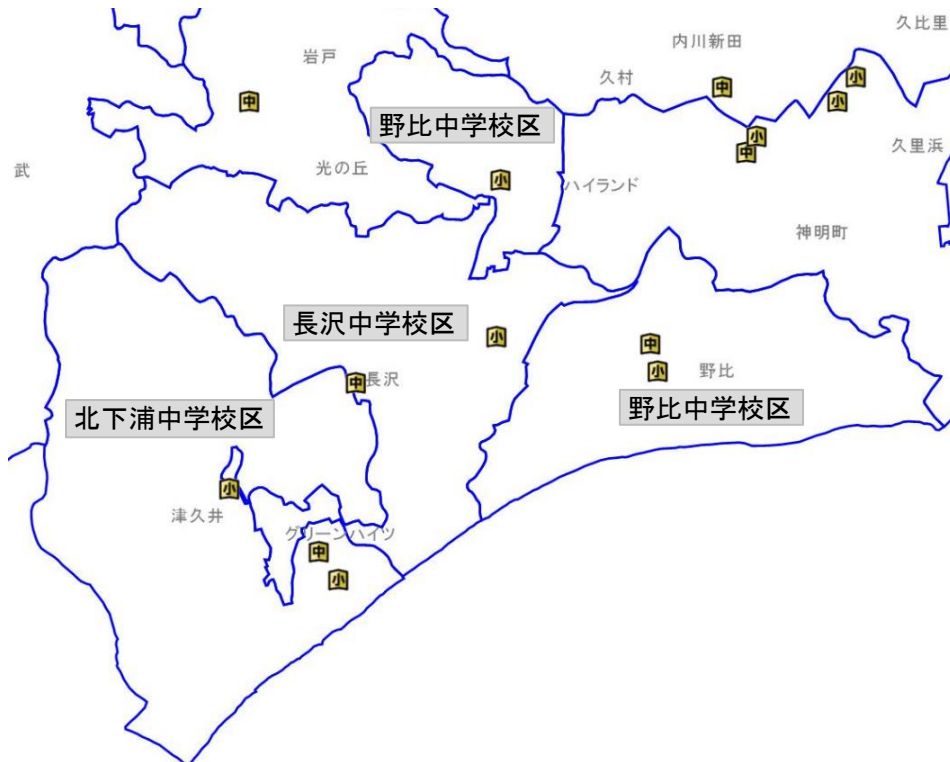 久比里
内川新田
岩戸
久村
小
中
中
小
野比中学校区
小
久里浜
中
武
光の丘
小
ハイランド
神明町
長沢中学校区
小
中
小
野比
中
長沢
野比中学校区
北下浦中学校区
小
津久井
グリーンハイツ
中
小